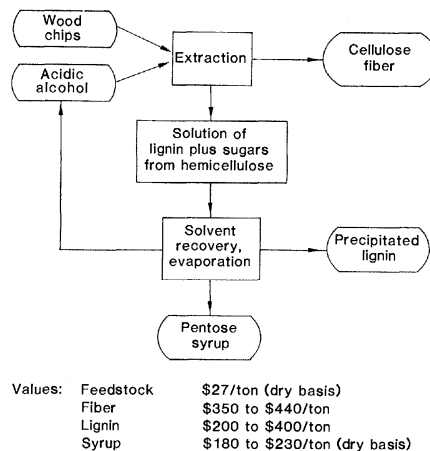 Wood
chips
Acidic
alcohol
Extraction
Cellulose
fiber
Solution of
lignin plus sugars
from hemicellulose
Solvent
recovery,
evaporation
Precipitated
lignin
Pentose
syrup
Values: Feedstock $27/ton (dry basis)
Fiber $350 to $440/ton
Lignin $200 to $400/ton
Syrup $180 to $230/ton (dry basis)